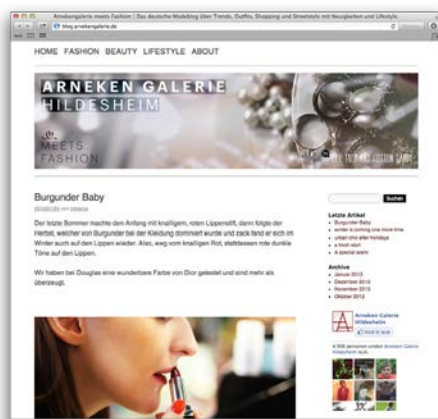 Arnekengalerie meets Fashion | Das deutsche Modeblog über Trends, Outfits, Shopping und Streetstyle mit Neuigkeiten und Lifestyle.
blog.arnekengalerie.de
HOME FASHION BEAUTY LIFESTYLE ABOUT
ARNEKEN GALERIE
HILDESHEIM
MEETS
FASHION
Burgunder Baby
Der letzte Sommer machte den Anfang mit knalligem, roten Lippenstift, dann folgte der
Herbst, welcher von Burgunder bei der Kleidung dominiert wurde und zack fand er sich im
Winter auch auf den Lippen wieder. Also, weg vom knalligen Rot, stattdessen rote dunkle
Töne auf den Lippen.
Wir haben bei Douglas eine wunderbare Farbe von Dior getestet und sind mehr als
überzeugt.
Suchen
Letzte Artikel
Burgunder Baby
winter is coming one more time
urban chic after holidays
a fresh start
A special scent
Archive
Januar 2013
Dezember 2012
November 2012
Oktober 2012
Arneken Galerie
Hildesheim